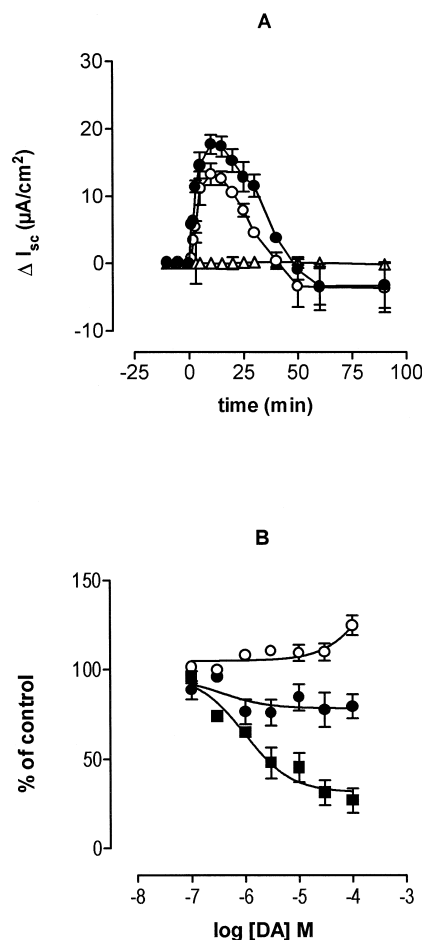 A
30
20
10
0
-10
Δ Isc (µA/cm²)
-25 0 25 50 75 100
time (min)
B
150
100
50
0
% of control
-8 -7 -6 -5 -4 -3
log [DA] M